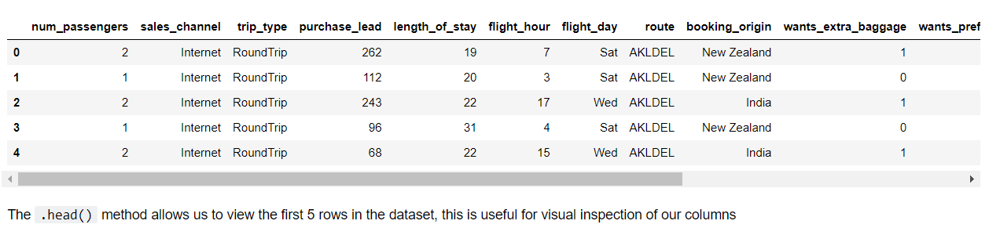 num_passengers sales_channel trip_type purchase_lead length_of_stay flight_hour flight_day route booking_origin wants_extra_baggage wants_pref
0 2 Internet RoundTrip 262 19 7 Sat AKLDEL New Zealand 1
1 1 Internet RoundTrip 112 20 3 Sat AKLDEL New Zealand 0
2 2 Internet RoundTrip 243 22 17 Wed AKLDEL India 1
3 1 Internet RoundTrip 96 31 4 Sat AKLDEL New Zealand 0
4 2 Internet RoundTrip 68 22 15 Wed AKLDEL India 1
The .head() method allows us to view the first 5 rows in the dataset, this is useful for visual inspection of our columns